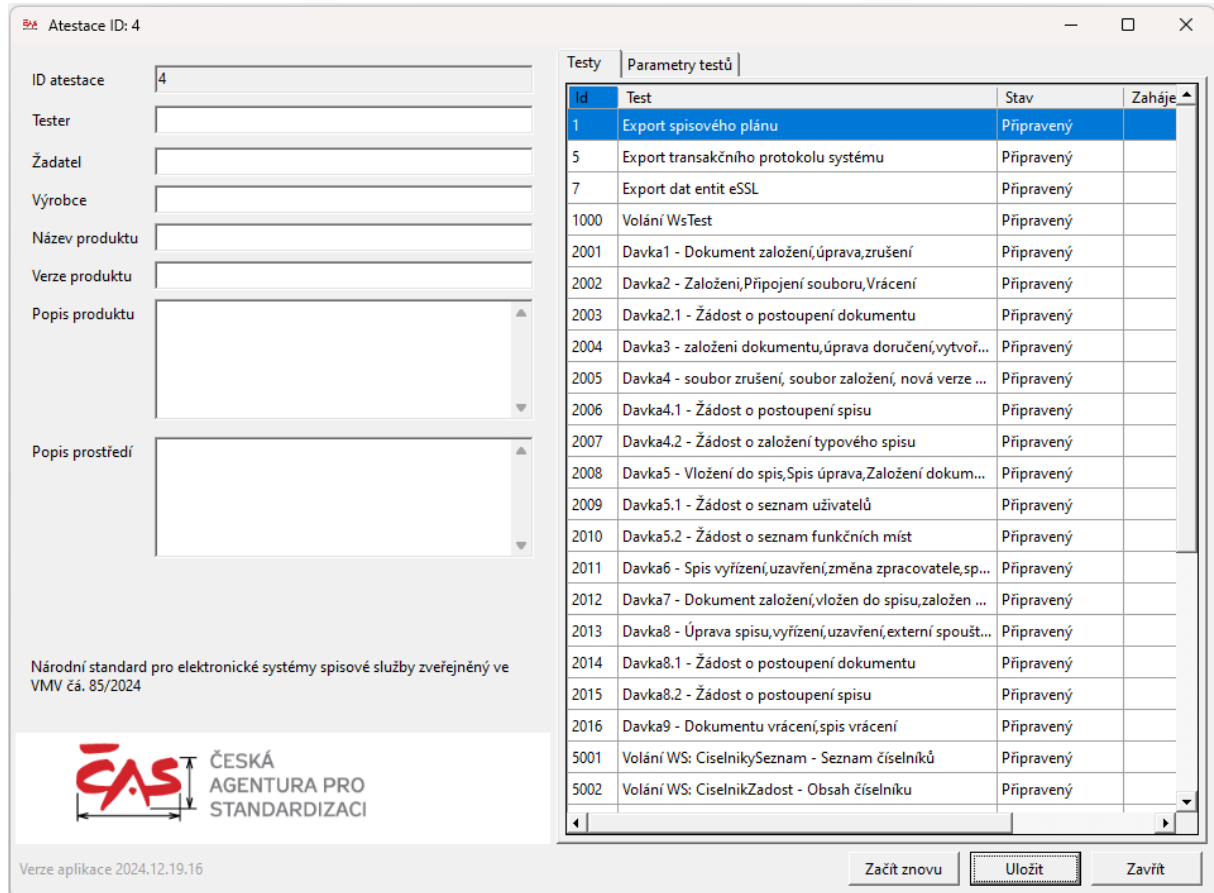 Atestace ID: 4
ID atestace 4
Tester
Žadatel
Výrobce
Název produktu
Verze produktu
Popis produktu
Popis prostředí
Národní standard pro elektronické systémy spisové služby zveřejněný ve
VMV čá. 85/2024
ČAS
ČESKÁ
AGENTURA PRO
STANDARDIZACI
Verze aplikace 2024.12.19.16
Testy Parametry testů
Id Test Stav Zaháje
1 Export spisového plánu Připravený
5 Export transakčního protokolu systému Připravený
7 Export dat entit eSSL Připravený
1000 Volání WsTest Připravený
2001 Davka1 - Dokument založení,úprava,zrušení Připravený
2002 Davka2 - Založeni,Připojení souboru,Vrácení Připravený
2003 Davka2.1 - Žádost o postoupení dokumentu Připravený
2004 Davka3 - založeni dokumentu,úprava doručení,vytvoř... Připravený
2005 Davka4 - soubor zrušení, soubor založení, nová verze ... Připravený
2006 Davka4.1 - Žádost o postoupení spisu Připravený
2007 Davka4.2 - Žádost o založení typového spisu Připravený
2008 Davka5 - Vložení do spis,Spis úprava,Založení dokum... Připravený
2009 Davka5.1 - Žádost o seznam uživatelů Připravený
2010 Davka5.2 - Žádost o seznam funkčních míst Připravený
2011 Davka6 - Spis vyřízení,uzavření,změna zpracovatele,sp... Připravený
2012 Davka7 - Dokument založení,vložen do spisu,založen ... Připravený
2013 Davka8 - Úprava spisu,vyřízení,uzavření,externí spoušt... Připravený
2014 Davka8.1 - Žádost o postoupení dokumentu Připravený
2015 Davka8.2 - Žádost o postoupení spisu Připravený
2016 Davka9 - Dokumentu vrácení,spis vrácení Připravený
5001 Volání WS: CiselnikySeznam - Seznam číselníků Připravený
5002 Volání WS: CiselnikZadost - Obsah číselníku Připravený
Začít znovu Uložit Zavřít